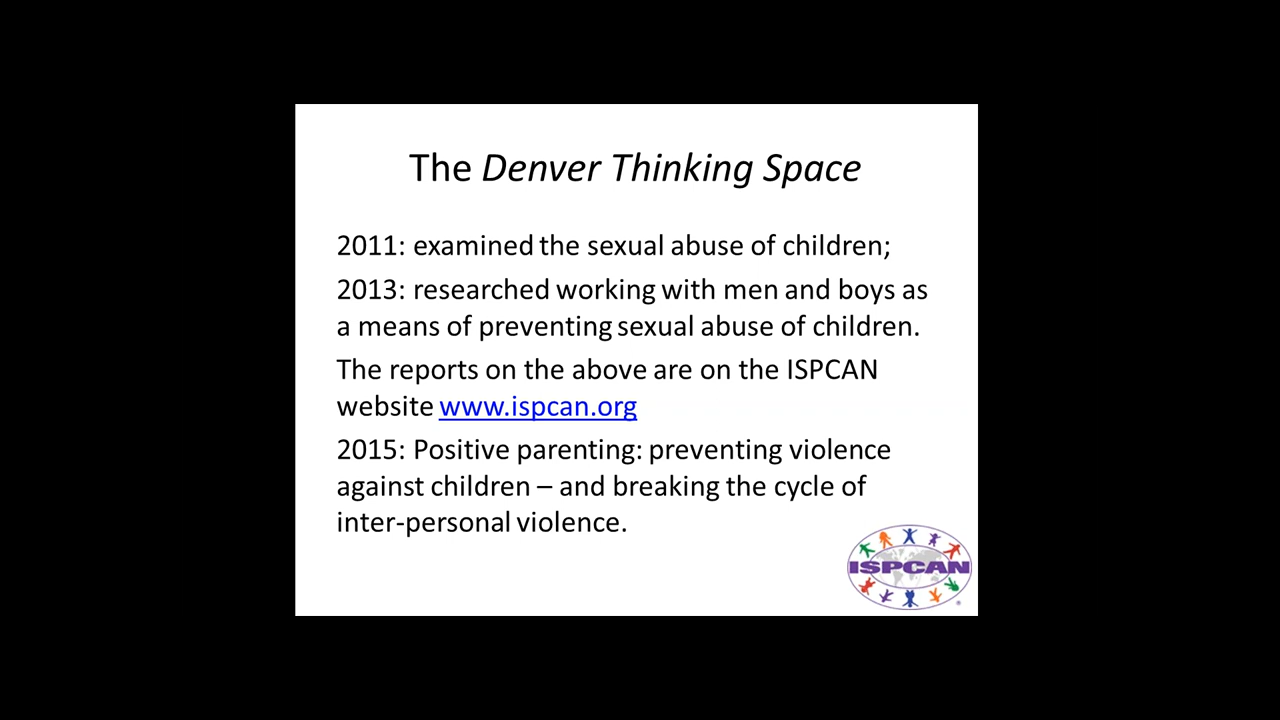 The Denver Thinking Space
2011: examined the sexual abuse of children;
2013: researched working with men and boys as
a means of preventing sexual abuse of children.
The reports on the above are on the ISPCAN
website www.ispcan.org
2015: Positive parenting: preventing violence
against children – and breaking the cycle of
inter-personal violence.
ISPCAN
®